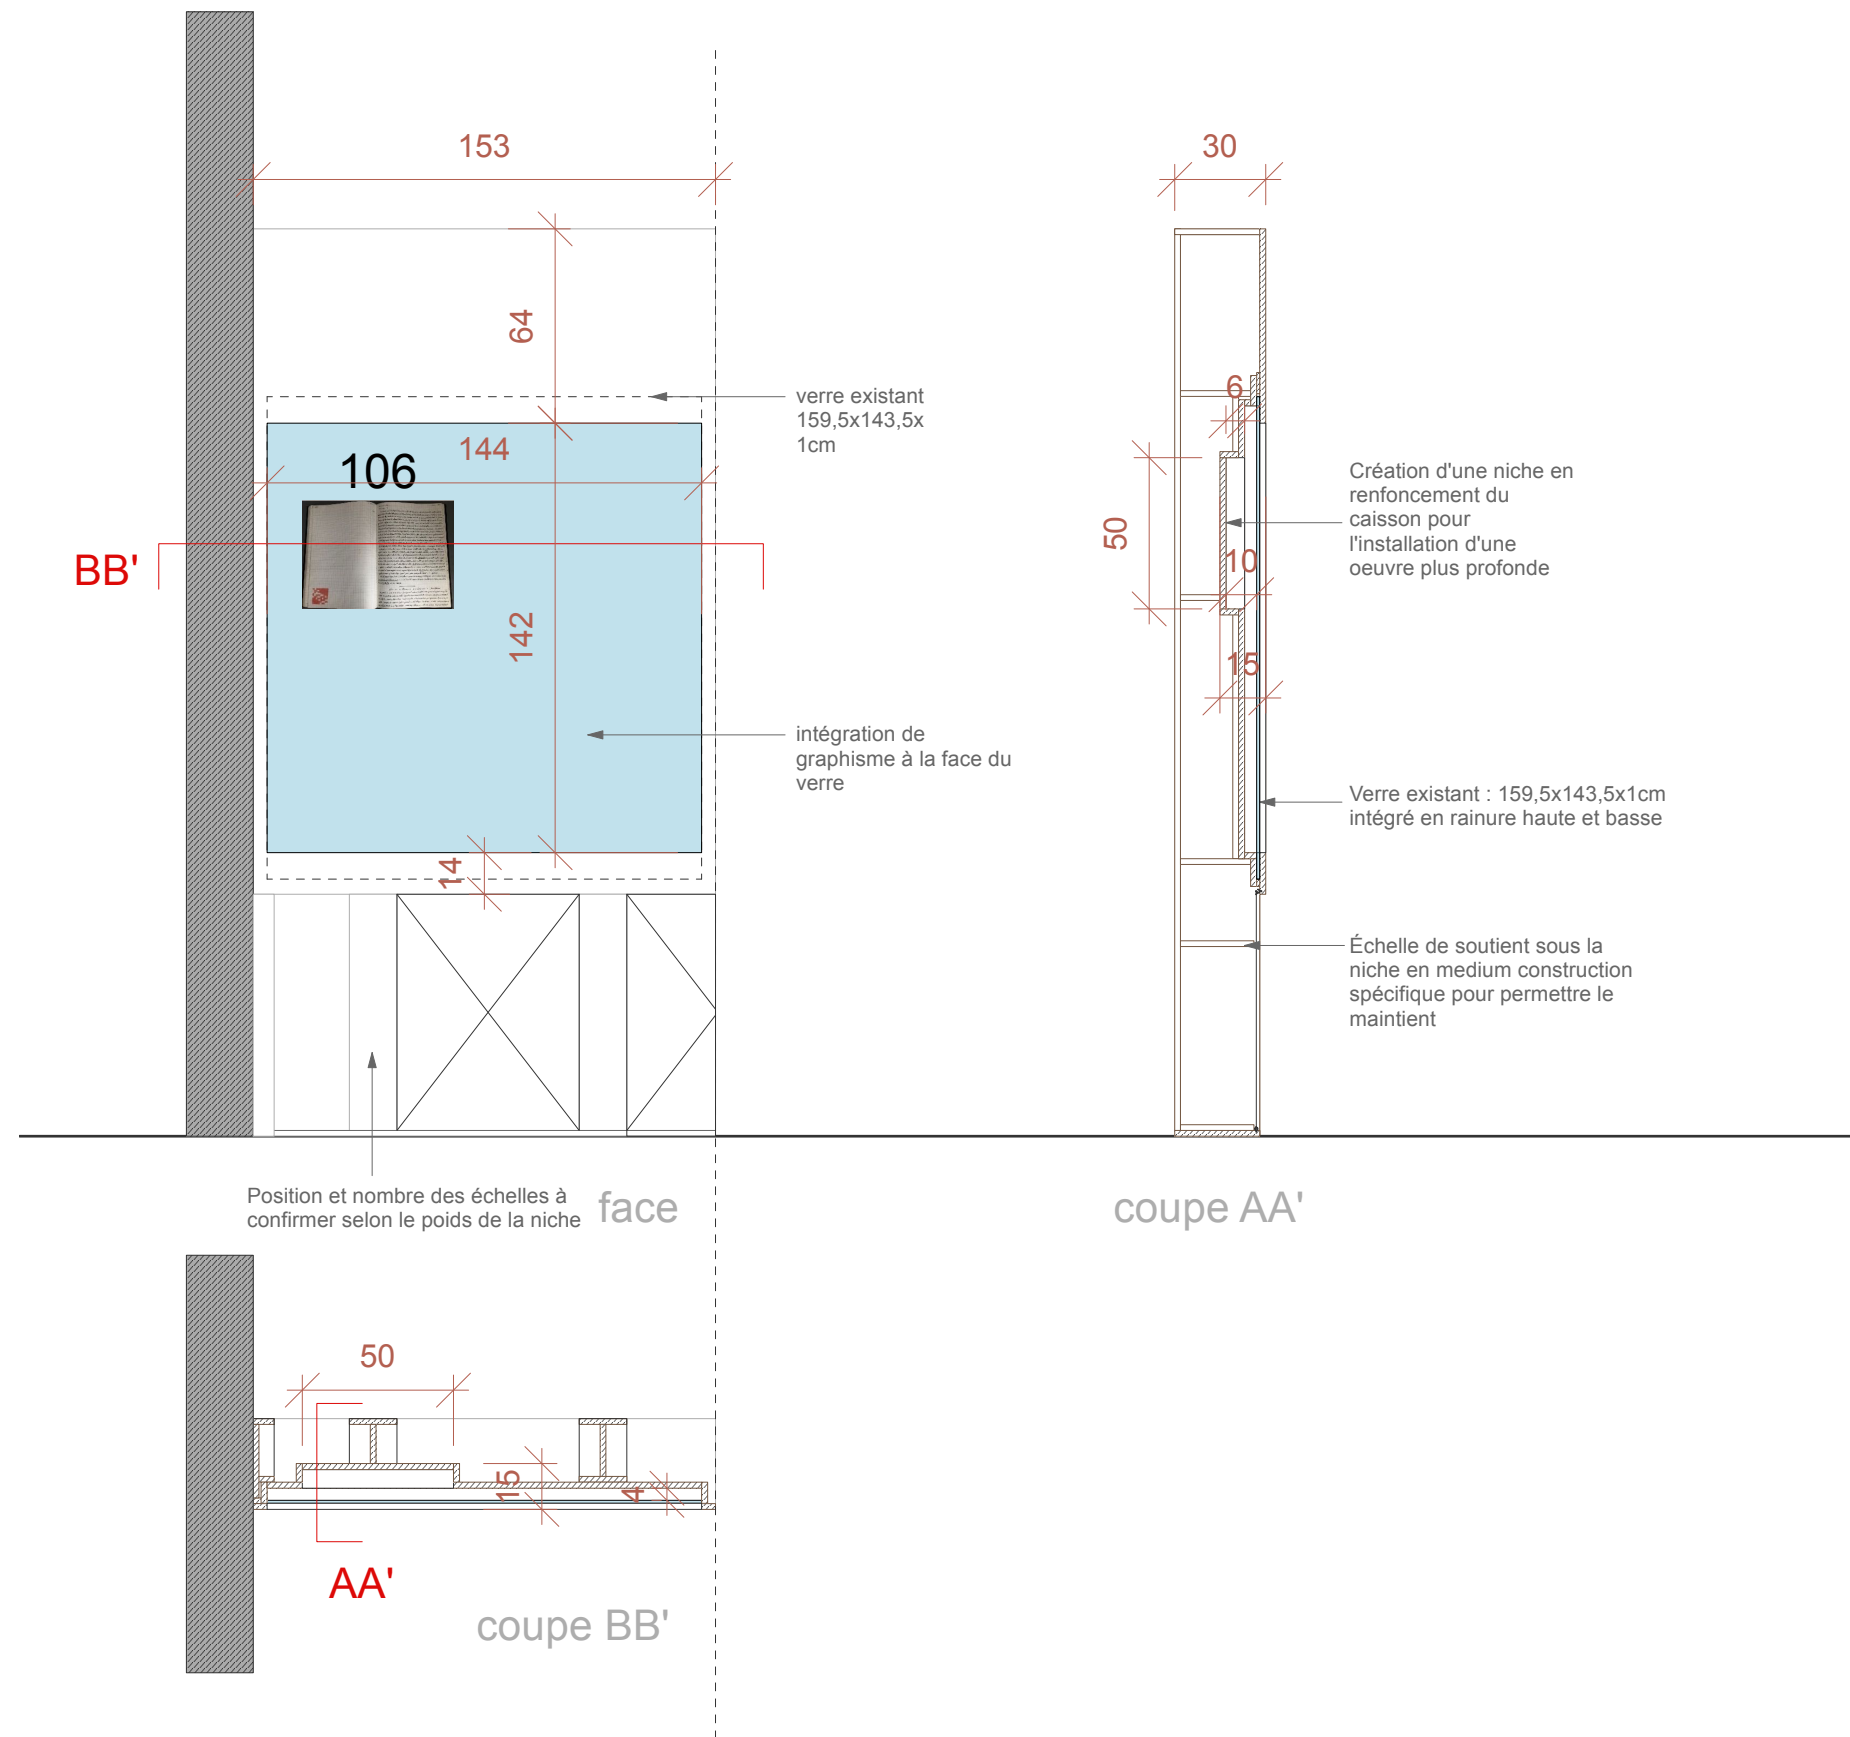 153
30
64
verre existant
159,5x143,5x
1cm
6
144
106
Création d'une niche en
renfoncement du
caisson pour
l'installation d'une
oeuvre plus profonde
50
10
BB'
142
15
intégration de
graphisme à la face du
verre
Verre existant : 159,5x143,5x1cm
intégré en rainure haute et basse
14
Échelle de soutient sous la
niche en medium construction
spécifique pour permettre le
maintient
Position et nombre des échelles à
confirmer selon le poids de la niche
face
coupe AA'
50
15
4
AA'
coupe BB'